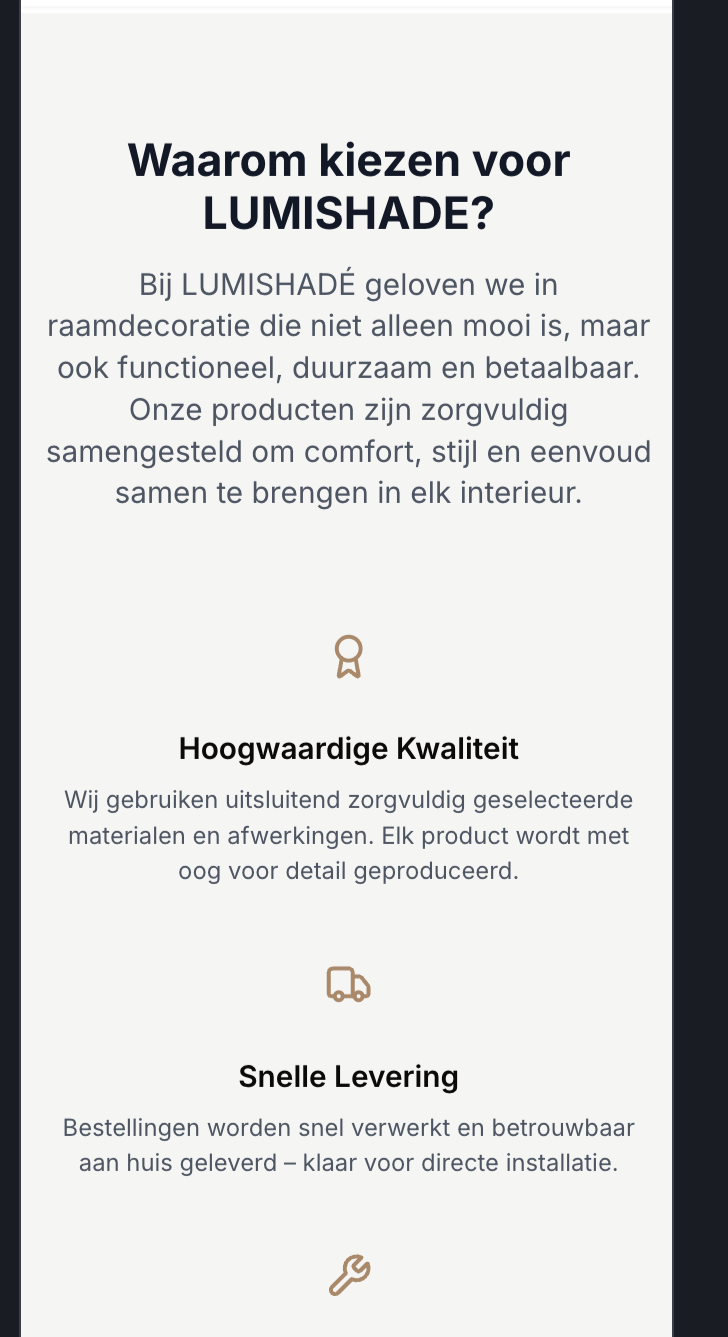 Waarom kiezen voor
LUMISHADE?
Bij LUMISHADÉ geloven we in
raamdecoratie die niet alleen mooi is, maar
ook functioneel, duurzaam en betaalbaar.
Onze producten zijn zorgvuldig
samengesteld om comfort, stijl en eenvoud
samen te brengen in elk interieur.
Hoogwaardige Kwaliteit
Wij gebruiken uitsluitend zorgvuldig geselecteerde
materialen en afwerkingen. Elk product wordt met
oog voor detail geproduceerd.
Snelle Levering
Bestellingen worden snel verwerkt en betrouwbaar
aan huis geleverd – klaar voor directe installatie.